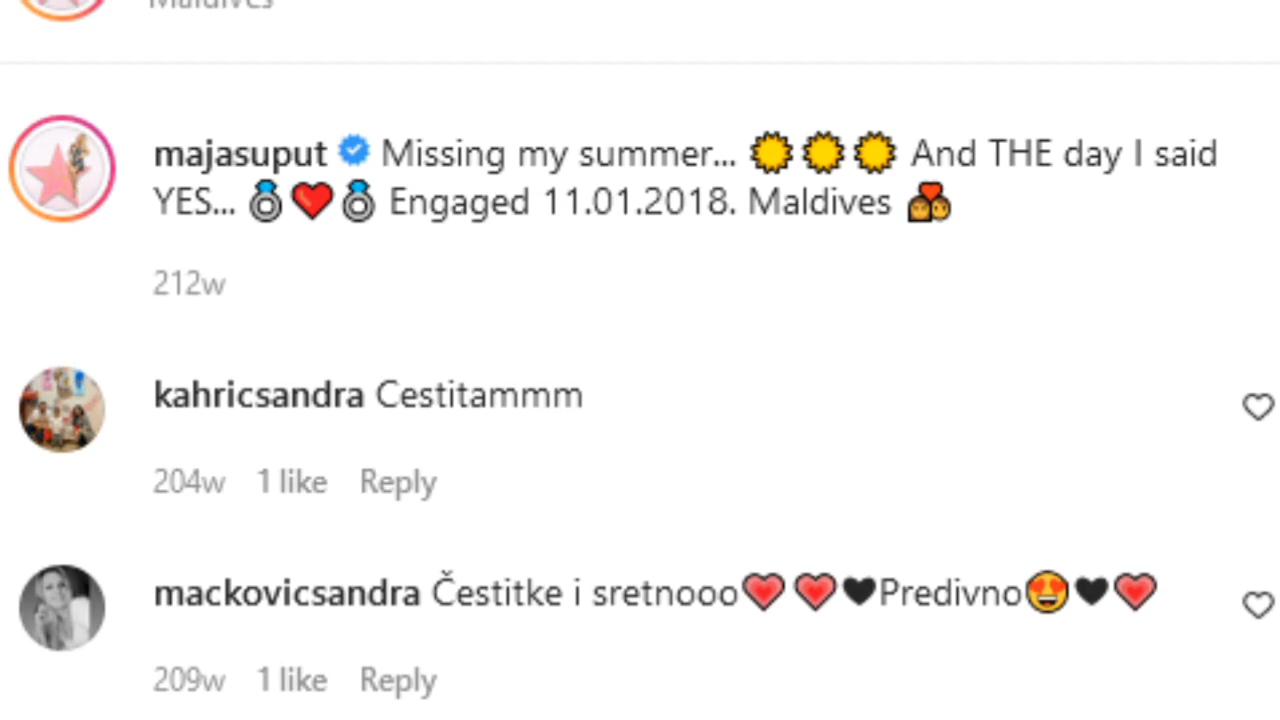 Maldives
majasuput Missing my summer... ☀️☀️☀️ And THE day I said
YES... 💍❤️💍 Engaged 11.01.2018. Maldives 💑
212w
kahricsandra Cestitammm
204w 1 like Reply
mackovicsandra Čestitke i sretnooo💗💗🖤Predivno😍🖤💗
209w 1 like Reply